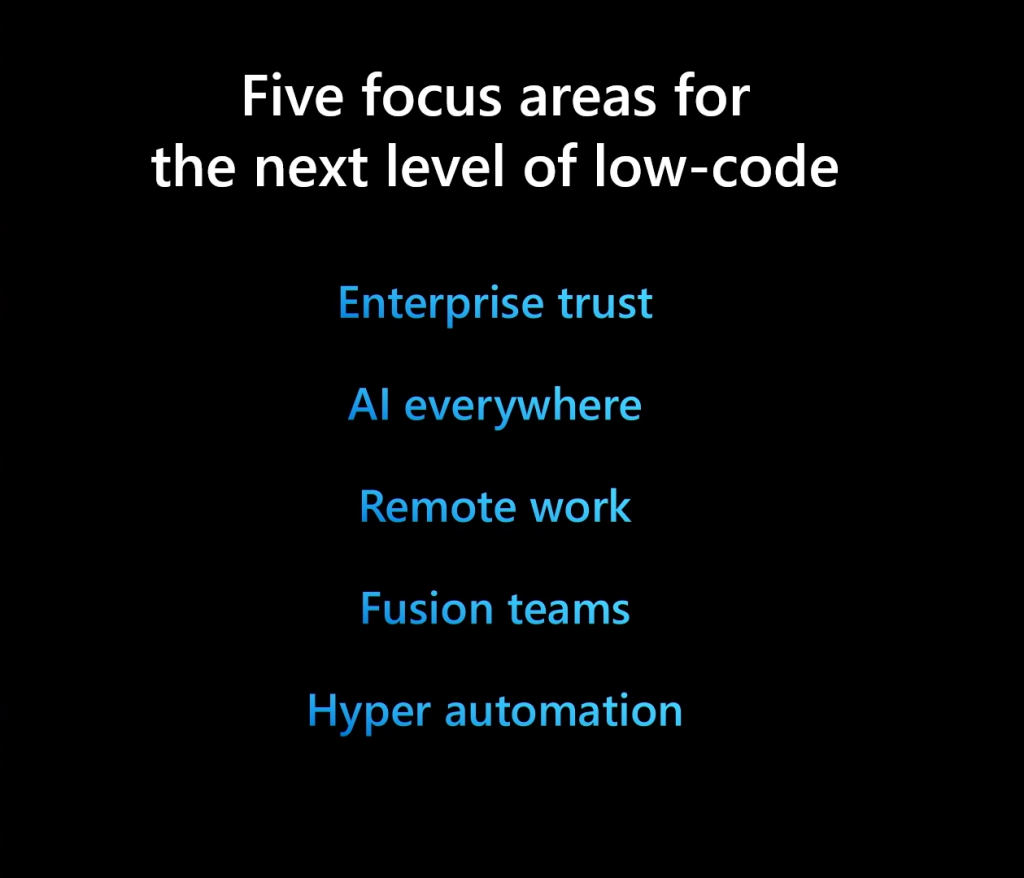 Five focus areas for
the next level of low-code
Enterprise trust
AI everywhere
Remote work
Fusion teams
Hyper automation